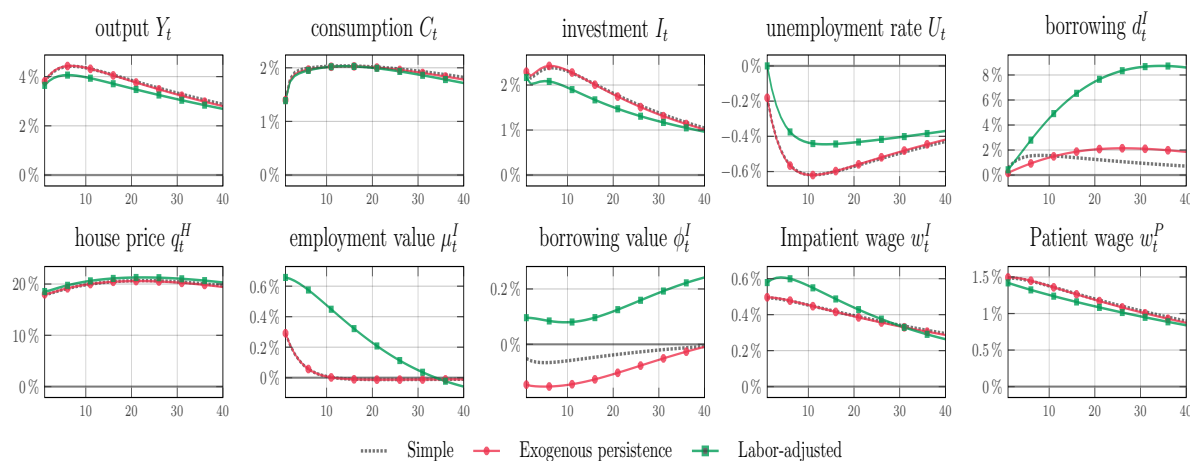 output Y_t
consumption C_t
investment I_t
unemployment rate U_t
borrowing d_t^I
4 %
2 %
0 %
10 20 30 40
2 %
1 %
0 %
10 20 30 40
2 %
1 %
0 %
10 20 30 40
0 %
−0.2 %
−0.4 %
−0.6 %
10 20 30 40
8 %
6 %
4 %
2 %
0 %
10 20 30 40
house price q_t^H
employment value μ_t^I
borrowing value ϕ_t^I
Impatient wage w_t^I
Patient wage w_t^P
20 %
10 %
0 %
10 20 30 40
0.6 %
0.4 %
0.2 %
0 %
10 20 30 40
0.2 %
0 %
10 20 30 40
0.6 %
0.4 %
0.2 %
0 %
10 20 30 40
1.5 %
1 %
0.5 %
0 %
10 20 30 40
Simple Exogenous persistence Labor-adjusted